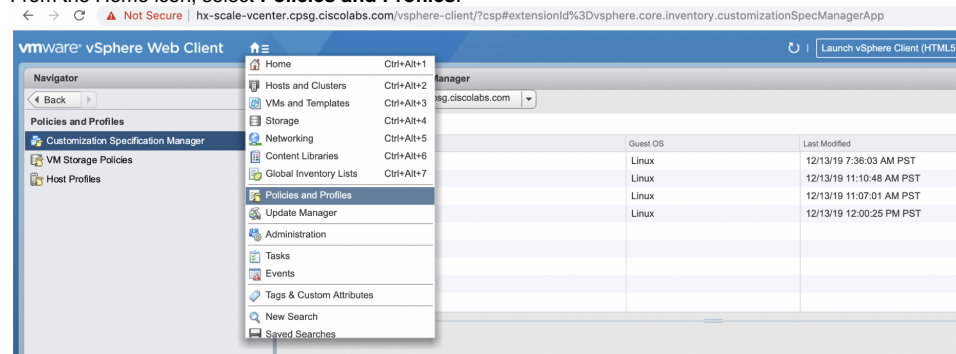 From the Home icon, select Policies and Profiles.
Not Secure | hx-scale-vcenter.cpsg.ciscolabs.com/vsphere-client/?csp#extensionId%3Dvsphere.core.inventory.customizationSpecManagerApp
vmware® vSphere Web Client
Launch vSphere Client (HTML5
Navigator
Back
Policies and Profiles
Customization Specification Manager
VM Storage Policies
Host Profiles
Home Ctrl+Alt+1
Hosts and Clusters Ctrl+Alt+2
VMs and Templates Ctrl+Alt+3
Storage Ctrl+Alt+4
Networking Ctrl+Alt+5
Content Libraries Ctrl+Alt+6
Global Inventory Lists Ctrl+Alt+7
Policies and Profiles
Update Manager
Administration
Tasks
Events
Tags & Custom Attributes
New Search
Saved Searches
Manager
psg.ciscolabs.com
Guest OS Last Modified
Linux 12/13/19 7:36:03 AM PST
Linux 12/13/19 11:10:48 AM PST
Linux 12/13/19 11:07:01 AM PST
Linux 12/13/19 12:00:25 PM PST